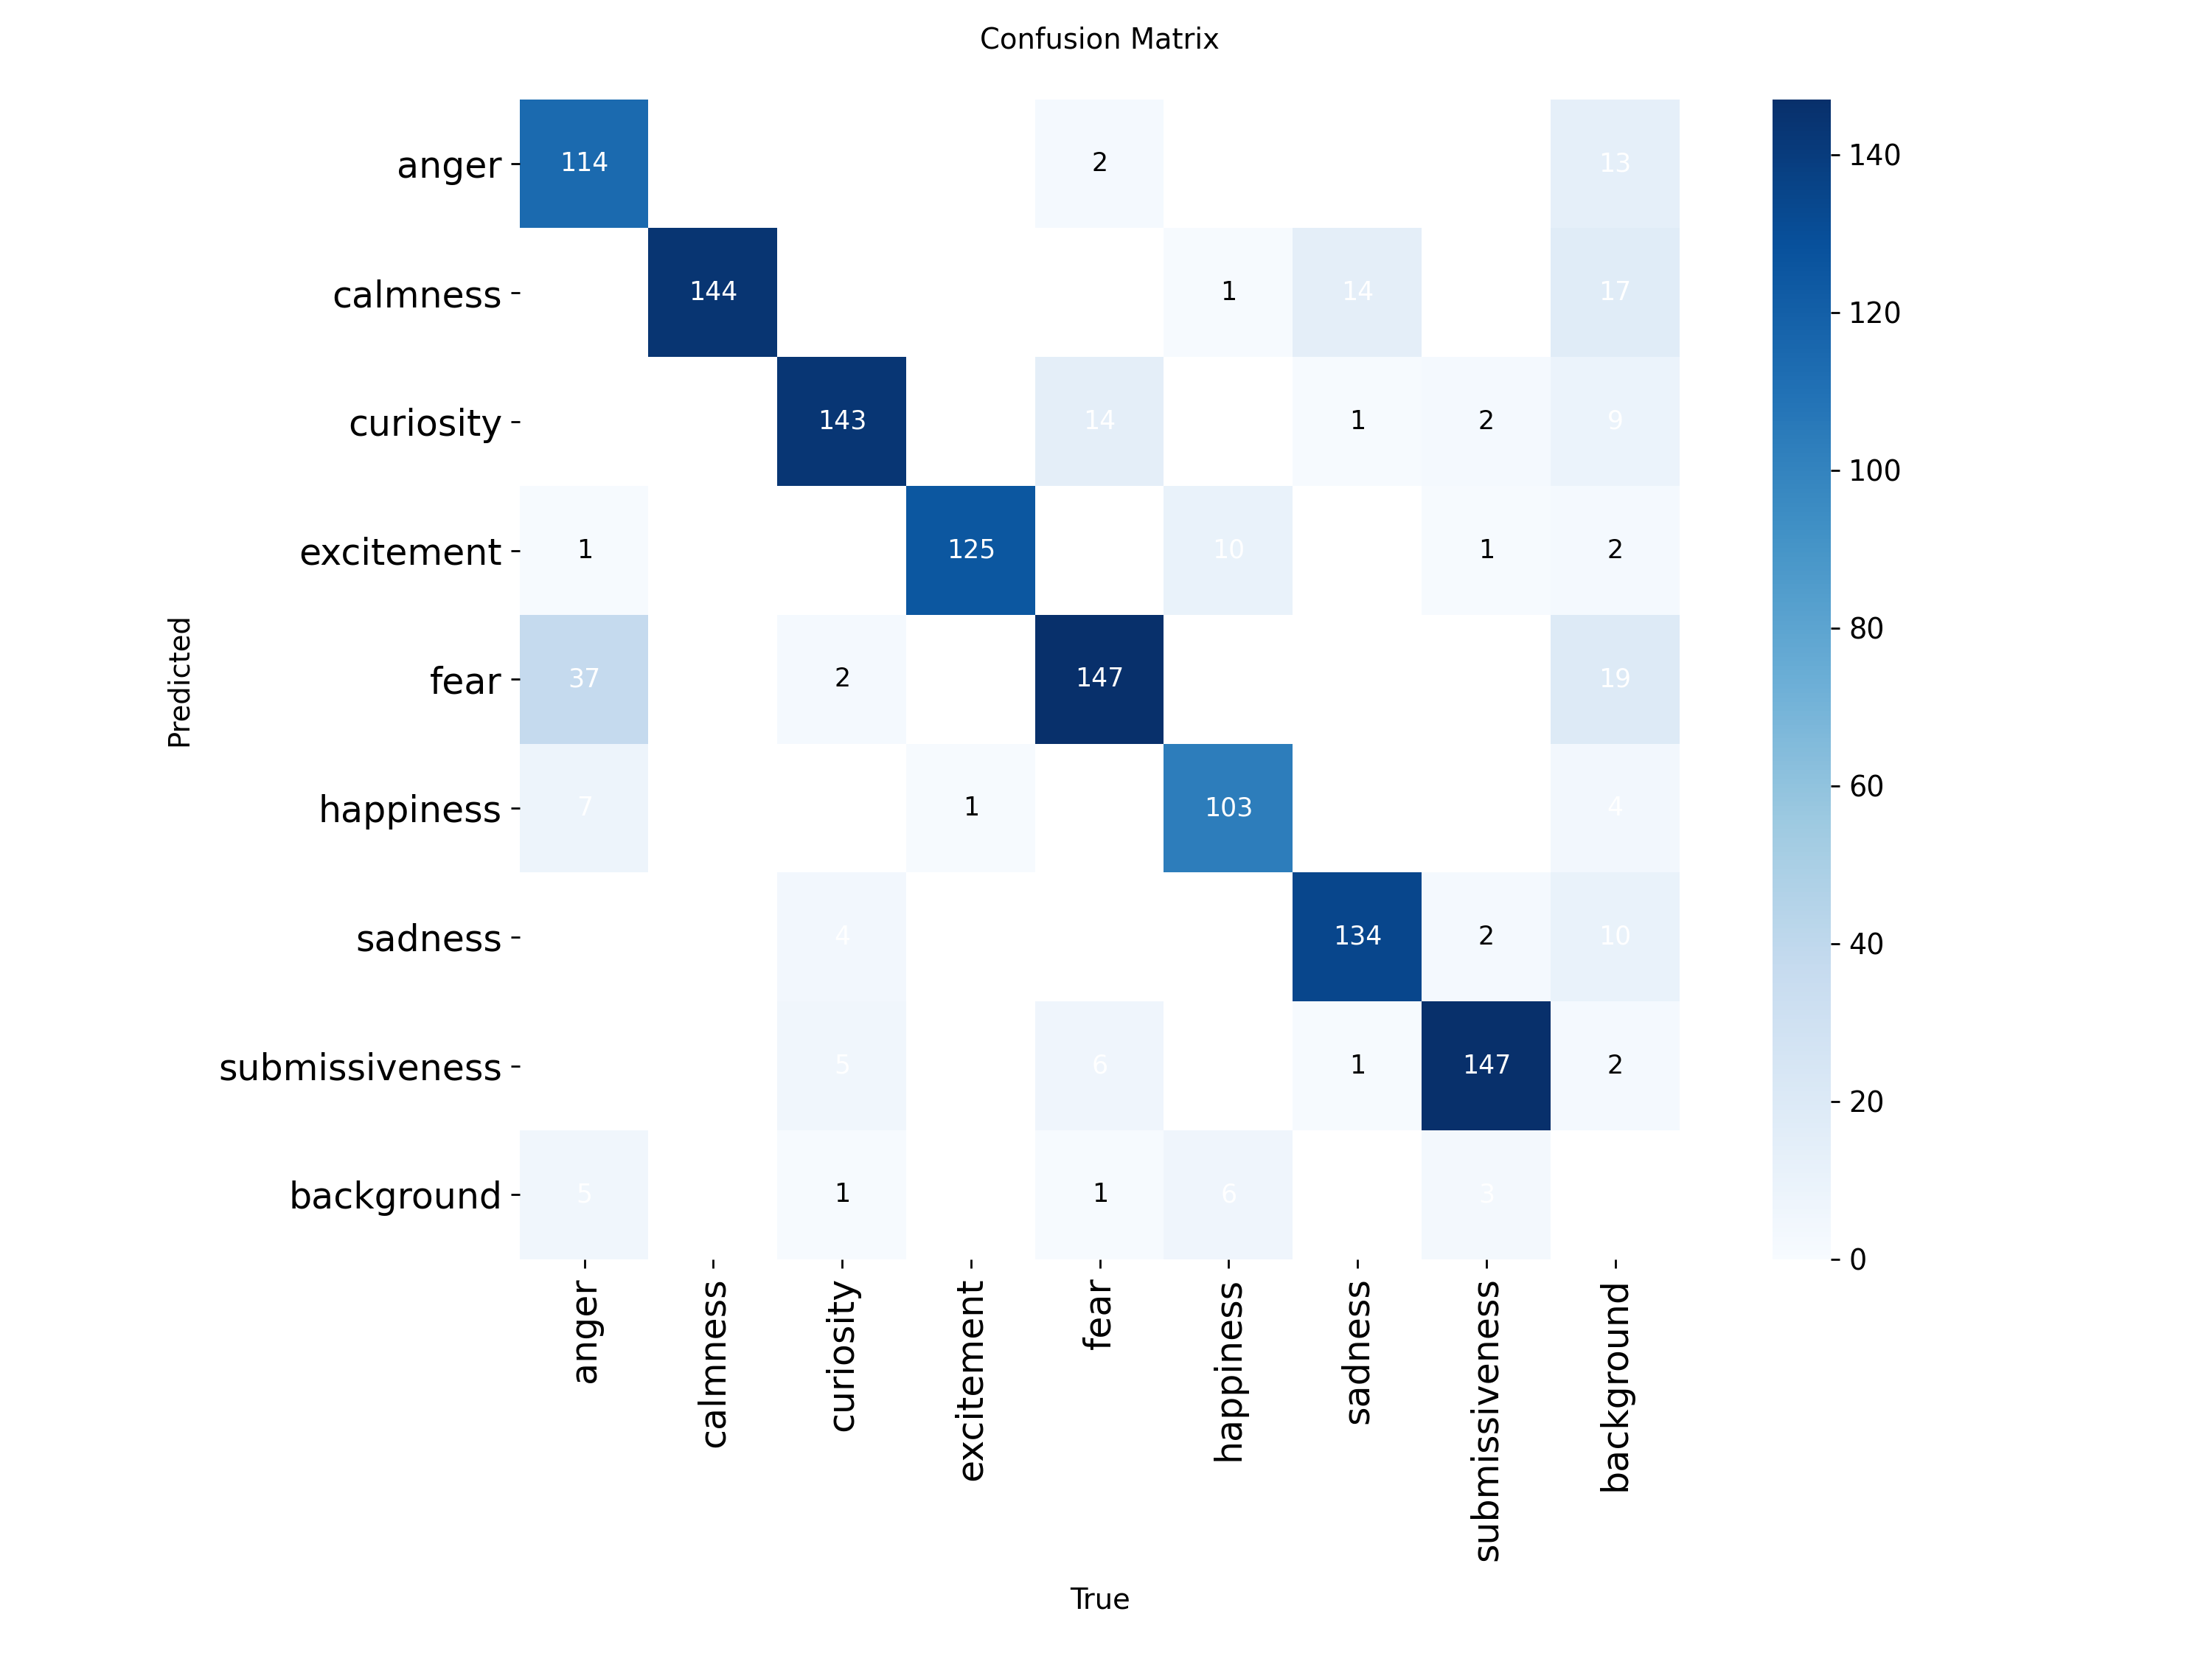 Confusion Matrix
anger 114 2 13 140
calmness 144 1 14 17 120
curiosity 143 14 1 2 9 100
excitement 1 125 10 1 2
Predicted
fear 37 2 147 19 80
happiness 7 1 103 4 60
sadness 4 134 2 10 40
submissiveness 5 6 1 147 2 20
background 5 1 1 6 3 0
anger calmness curiosity excitement fear happiness sadness submissiveness background
True